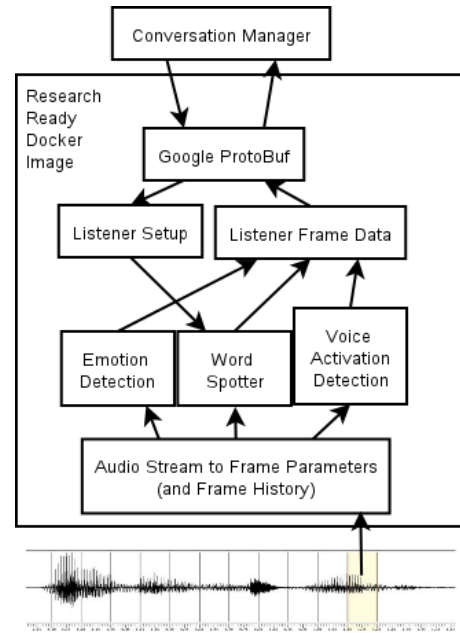 Conversation Manager
Research
Ready
Docker
Image
Google ProtoBuf
Listener Setup
Listener Frame Data
Emotion
Detection
Word
Spotter
Voice
Activation
Detection
Audio Stream to Frame Parameters
(and Frame History)